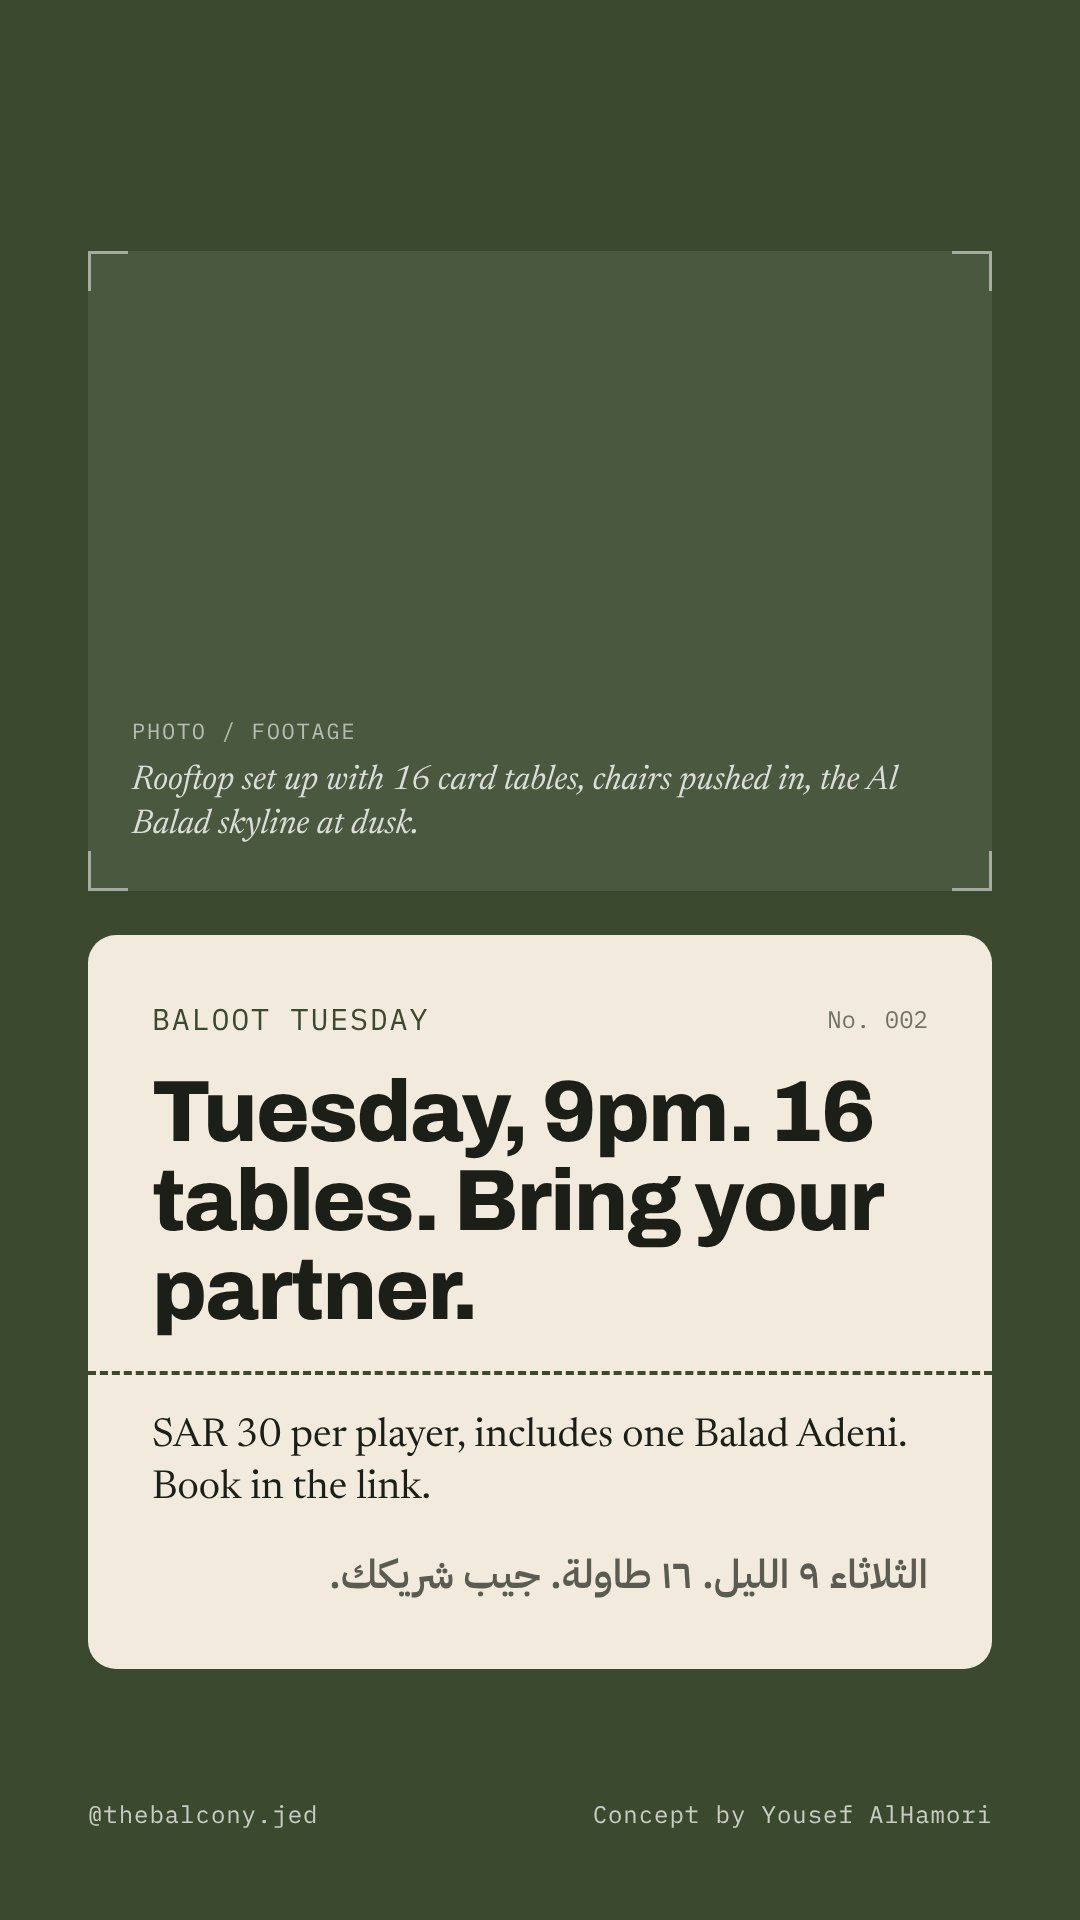 PHOTO / FOOTAGE
Rooftop set up with 16 card tables, chairs pushed in, the Al
Balad skyline at dusk.
BALOOT TUESDAY
No. 002
Tuesday, 9pm. 16
tables. Bring your
partner.
SAR 30 per player, includes one Balad Adeni.
Book in the link.
الثلاثاء ٩ الليل. ١٦ طاولة. جيب شريكك.
@thebalcony.jed
Concept by Yousef AlHamori